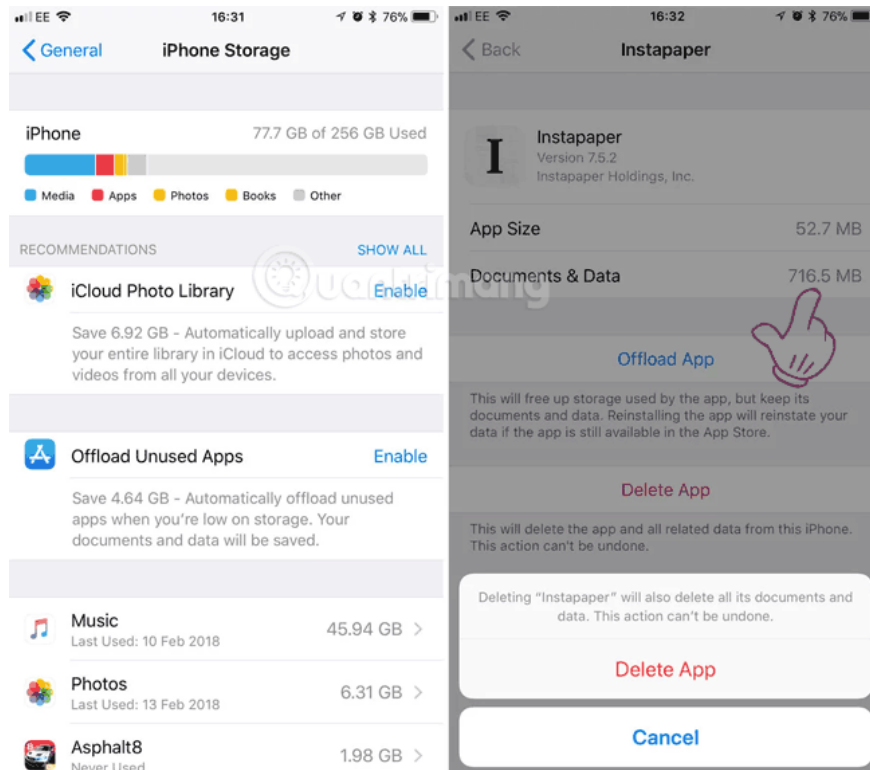 EE 16:31 76%
General iPhone Storage
iPhone 77.7 GB of 256 GB Used
Media Apps Photos Books Other
RECOMMENDATIONS SHOW ALL
iCloud Photo Library Enable
Save 6.92 GB - Automatically upload and store
your entire library in iCloud to access photos and
videos from all your devices.
Offload Unused Apps Enable
Save 4.64 GB - Automatically offload unused
apps when you're low on storage. Your
documents and data will be saved.
Music
Last Used: 10 Feb 2018
45.94 GB
Photos
Last Used: 13 Feb 2018
6.31 GB
Asphalt8
Never Used
1.98 GB
EE 16:32 76%
Back Instapaper
I
Instapaper
Version 7.5.2
Instapaper Holdings, Inc.
App Size 52.7 MB
Documents & Data 716.5 MB
Offload App
This will free up storage used by the app, but keep its
documents and data. Reinstalling the app will reinstate your
data if the app is still available in the App Store.
Delete App
This will delete the app and all related data from this iPhone.
This action can't be undone.
Deleting “Instapaper” will also delete all its documents and
data. This action can't be undone.
Delete App
Cancel
Quantrimang